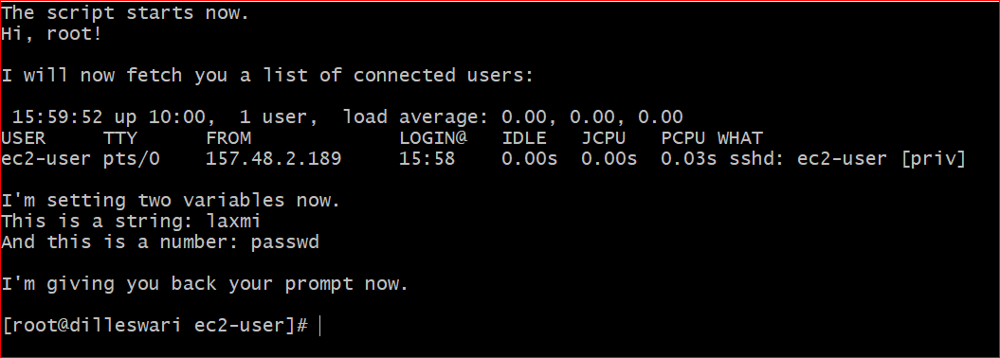 The script starts now.
Hi, root!
I will now fetch you a list of connected users:
15:59:52 up 10:00,  1 user,  load average: 0.00, 0.00, 0.00
USER     TTY      FROM             LOGIN@   IDLE   JCPU   PCPU WHAT
ec2-user pts/0    157.48.2.189     15:58    0.00s  0.00s  0.03s sshd: ec2-user [priv]
I'm setting two variables now.
This is a string: laxmi
And this is a number: passwd
I'm giving you back your prompt now.
[root@dilleswari ec2-user]#